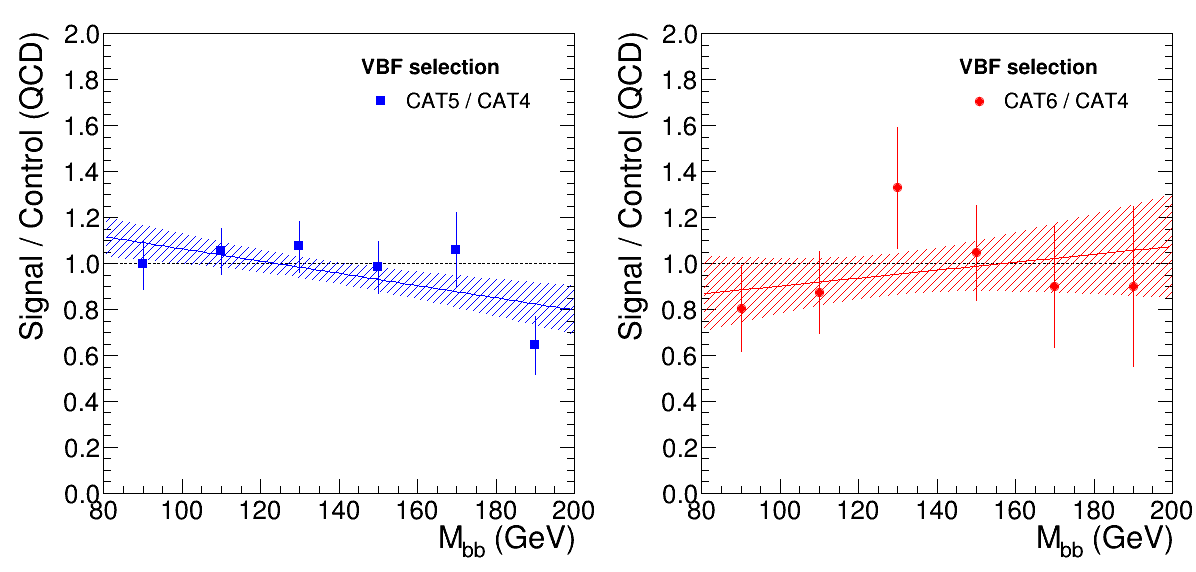 Signal / Control (QCD)
2.0
1.8
1.6
1.4
1.2
1.0
0.8
0.6
0.4
0.2
0.0
VBF selection
CAT5 / CAT4
80 100 120 140 160 180 200
M_bb (GeV)
Signal / Control (QCD)
2.0
1.8
1.6
1.4
1.2
1.0
0.8
0.6
0.4
0.2
0.0
VBF selection
CAT6 / CAT4
80 100 120 140 160 180 200
M_bb (GeV)